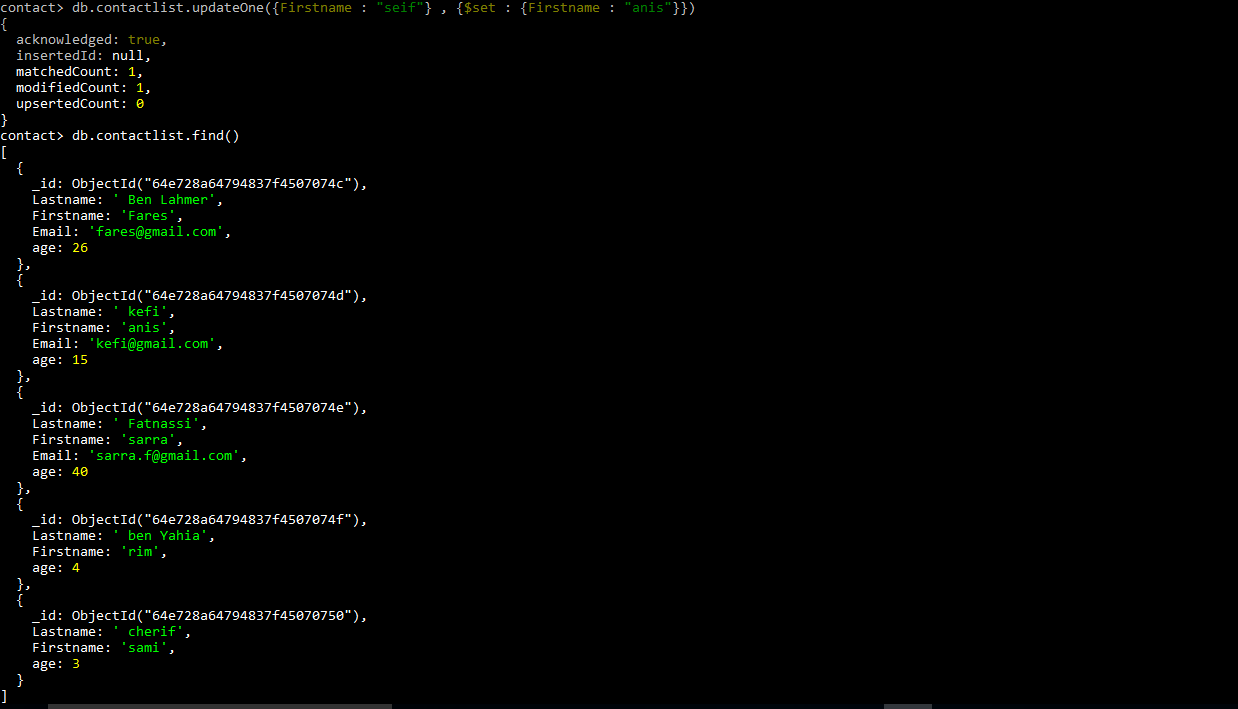 contact> db.contactlist.updateOne({Firstname : "seif"} , {$set : {Firstname : "anis"}})
{
  acknowledged: true,
  insertedId: null,
  matchedCount: 1,
  modifiedCount: 1,
  upsertedCount: 0
}
contact> db.contactlist.find()
[
  {
    _id: ObjectId("64e728a64794837f4507074c"),
    Lastname: ' Ben Lahmer',
    Firstname: 'Fares',
    Email: 'fares@gmail.com',
    age: 26
  },
  {
    _id: ObjectId("64e728a64794837f4507074d"),
    Lastname: ' kefi',
    Firstname: 'anis',
    Email: 'kefi@gmail.com',
    age: 15
  },
  {
    _id: ObjectId("64e728a64794837f4507074e"),
    Lastname: ' Fatnassi',
    Firstname: 'sarra',
    Email: 'sarra.f@gmail.com',
    age: 40
  },
  {
    _id: ObjectId("64e728a64794837f4507074f"),
    Lastname: ' ben Yahia',
    Firstname: 'rim',
    age: 4
  },
  {
    _id: ObjectId("64e728a64794837f45070750"),
    Lastname: ' cherif',
    Firstname: 'sami',
    age: 3
  }
]